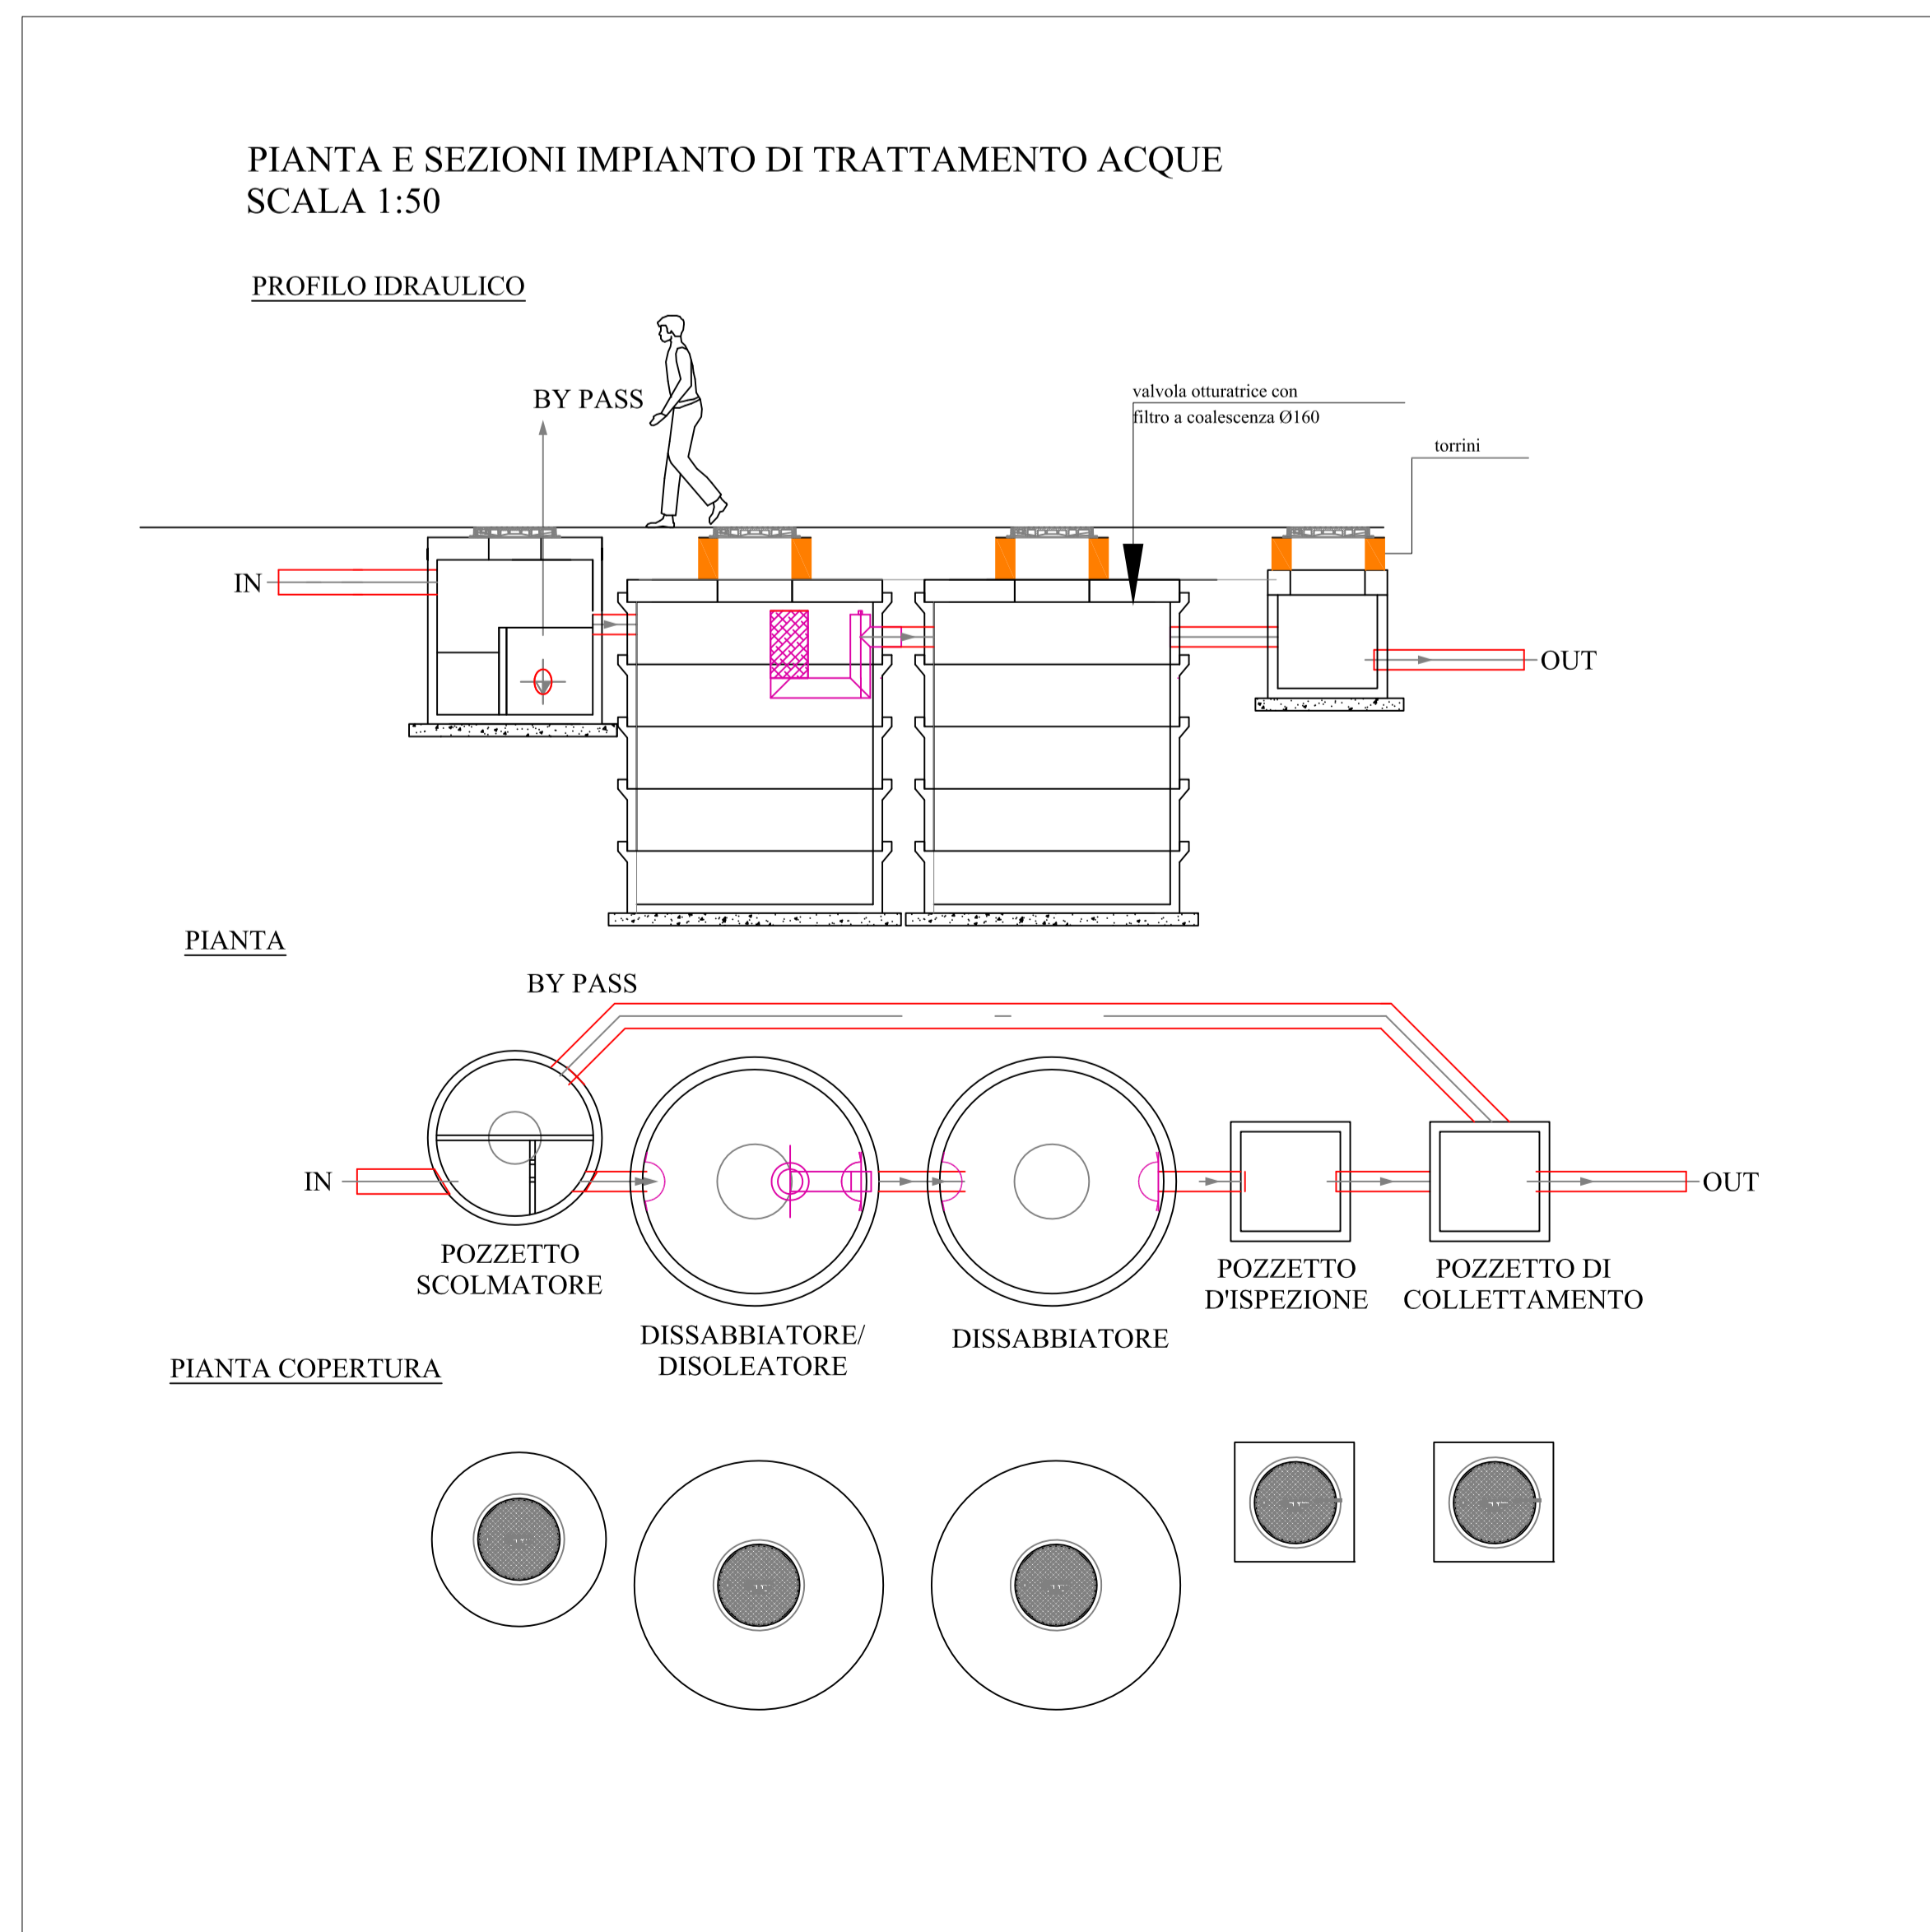 PIANTA E SEZIONI IMPIANTO DI TRATTAMENTO ACQUE
SCALA 1:50
PROFILO IDRAULICO
BY PASS
valvola otturatrice con
filtro a coalescenza Ø160
torrini
IN
OUT
PIANTA
BY PASS
IN
OUT
POZZETTO
SCOLMATORE
DISSABBIATORE/
DISOLEATORE
DISSABBIATORE
POZZETTO
D'ISPEZIONE
POZZETTO DI
COLLETTAMENTO
PIANTA COPERTURA